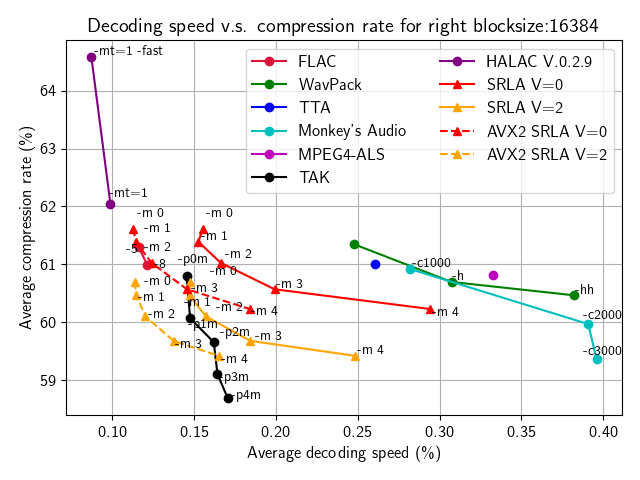 Decoding speed v.s. compression rate for right blocksize:16384
Average compression rate (%)
64
63
62
61
60
59
FLAC
WavPack
TTA
Monkey's Audio
MPEG4-ALS
TAK
HALAC V.0.2.9
SRLA V=0
SRLA V=2
AVX2 SRLA V=0
AVX2 SRLA V=2
-mt=1 -fast
-mt=1
-m 0
-m 0
-m 1
-m 1
-5
-m 2
-m 2
-8
-p0m
-m 0
-m 0
-m 3
-m 3
-m 1
-m 1
-m 2
-m 2
-m 4
-m 4
-p1m
-p2m
-m 3
-m 3
-m 4
-m 4
-p3m
-p4m
-c1000
-h
-hh
-c2000
-c3000
0.10
0.15
0.20
0.25
0.30
0.35
0.40
Average decoding speed (%)